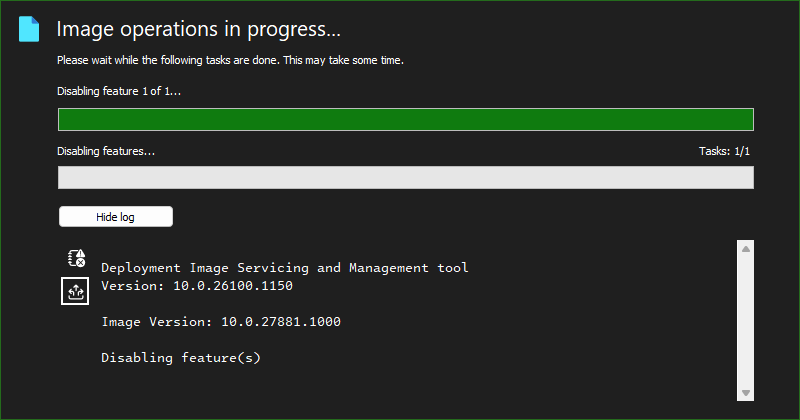 Image operations in progress...
Please wait while the following tasks are done. This may take some time.
Disabling feature 1 of 1...
Disabling features...
Tasks: 1/1
Hide log
Deployment Image Servicing and Management tool
Version: 10.0.26100.1150
Image Version: 10.0.27881.1000
Disabling feature(s)